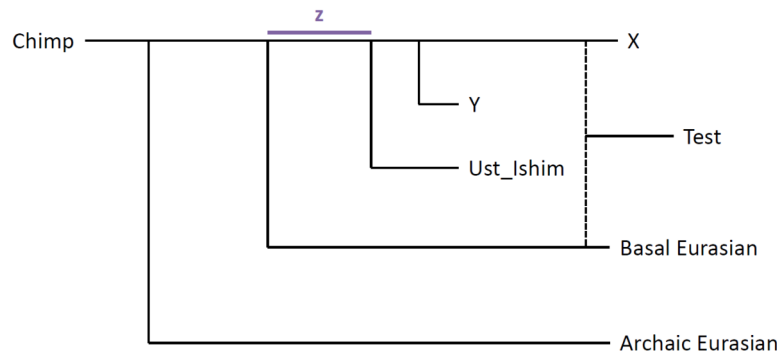 z
Chimp
X
Y
Test
Ust_Ishim
Basal Eurasian
Archaic Eurasian